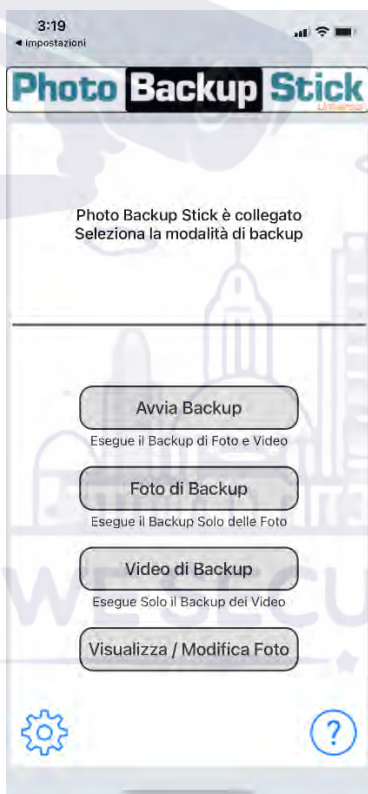 3:19
◀ Impostazioni
Photo Backup Stick
Universal
Photo Backup Stick è collegato
Seleziona la modalità di backup
Avvia Backup
Esegue il Backup di Foto e Video
Foto di Backup
Esegue il Backup Solo delle Foto
Video di Backup
Esegue Solo il Backup dei Video
Visualizza / Modifica Foto
WE SECU
?